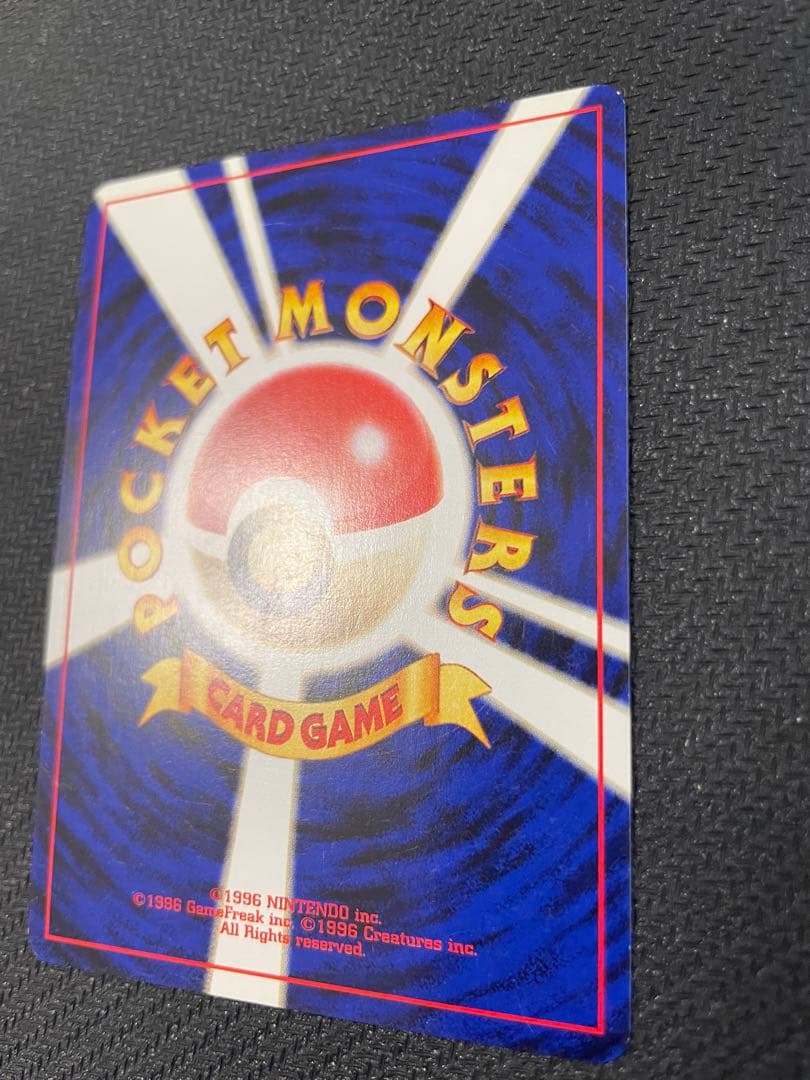 POCKET MONSTERS
CARD GAME
©1996 NINTENDO inc.
©1996 GameFreak inc. ©1996 Creatures inc.
All Rights reserved.